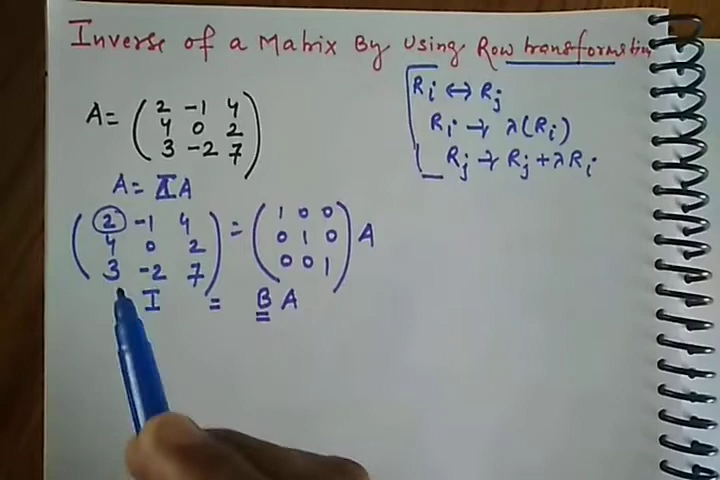 Inverse of a Matrix By Using Row transformation
A = ( 2 -1 4
4 0 2
3 -2 7 )
Ri ↔ Rj
Ri → λ(Ri)
Rj → Rj + λRi
A = IA
( 2 -1 4
4 0 2
3 -2 7 ) = ( 1 0 0
0 1 0
0 0 1 ) A
I = B A